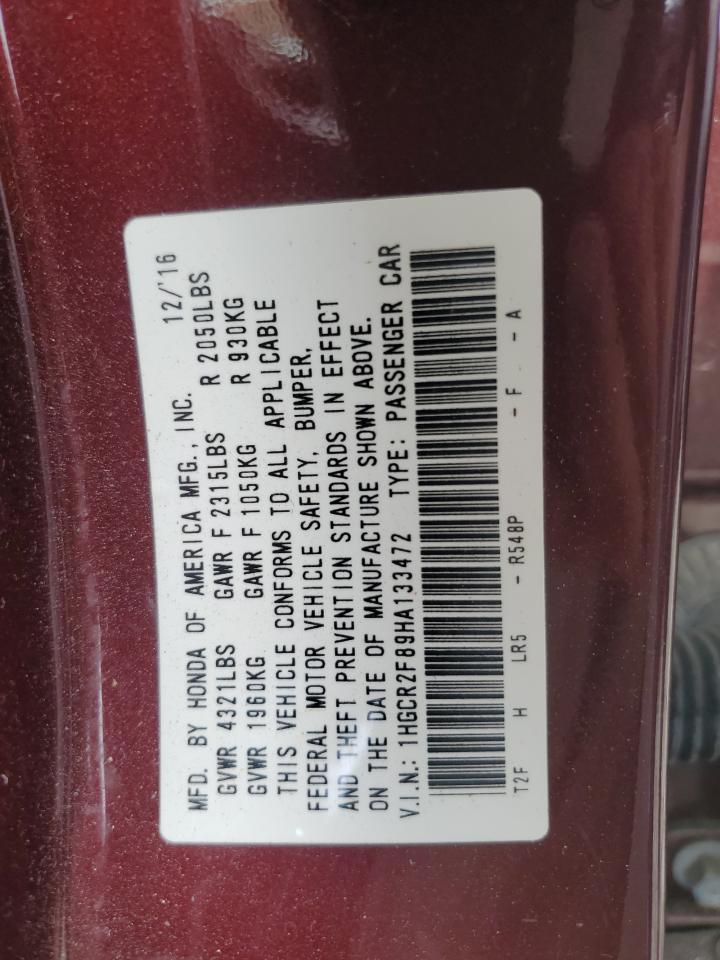 MFD. BY HONDA OF AMERICA MFG., INC. 12/'16
GVWR 4321LBS GAWR F 2315LBS R 2050LBS
GVWR 1960KG GAWR F 1050KG R 930KG
THIS VEHICLE CONFORMS TO ALL APPLICABLE
FEDERAL MOTOR VEHICLE SAFETY, BUMPER,
AND THEFT PREVENTION STANDARDS IN EFFECT
ON THE DATE OF MANUFACTURE SHOWN ABOVE.
V.I.N.: 1HGCR2F89HA133472 TYPE: PASSENGER CAR
T2F H LR5 - R548P - F - A